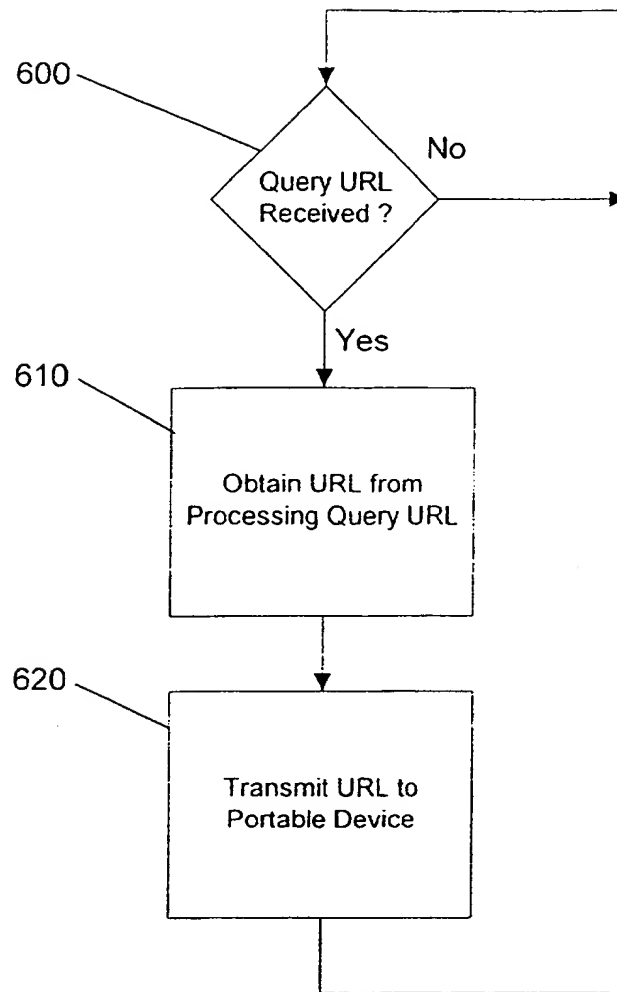 600
Query URL
Received ?
No
Yes
610
Obtain URL from
Processing Query URL
620
Transmit URL to
Portable Device